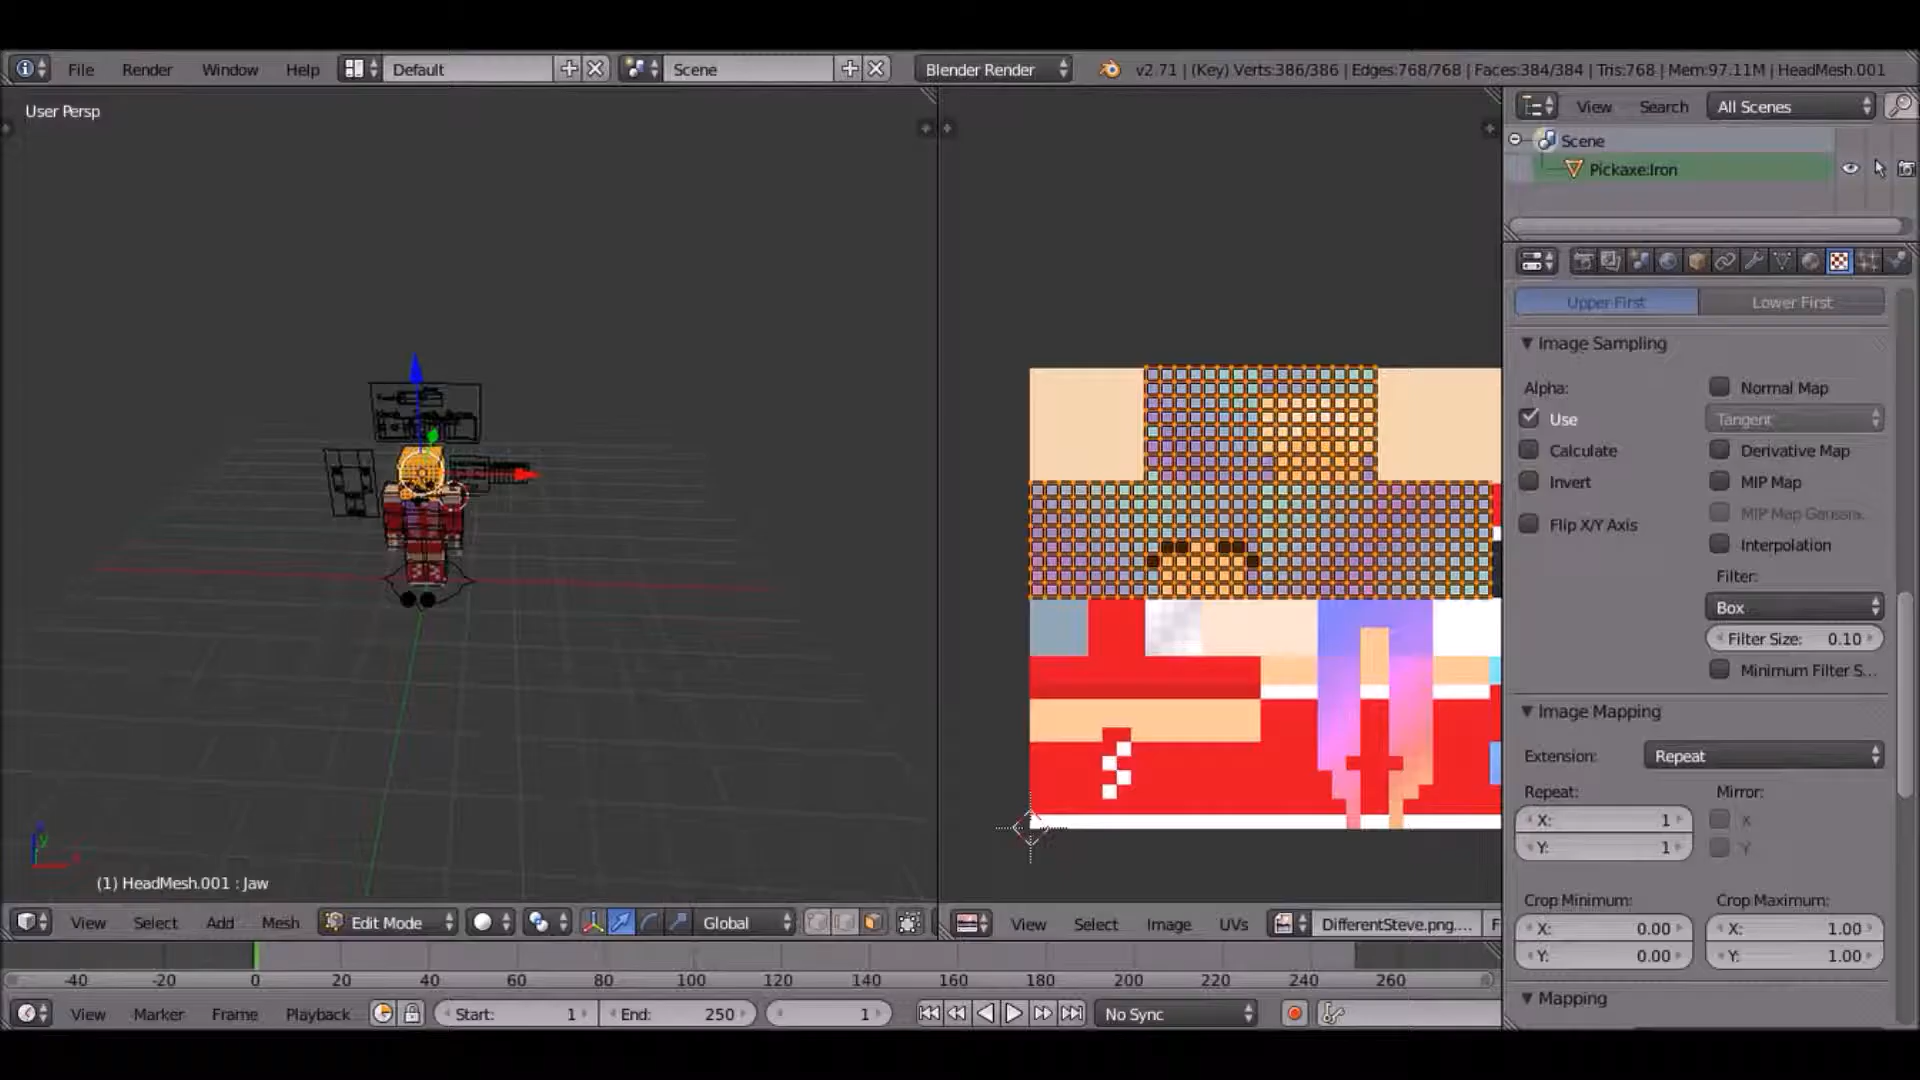 File Render Window Help Default Scene Blender Render v2.71 | (Key) Verts:386/386 | Edges:768/768 | Faces:384/384 | Tris:768 | Mem:97.11M | HeadMesh.001
User Persp
View Search All Scenes
Scene
Pickaxe:Iron
Upper First Lower First
Image Sampling
Alpha: Normal Map
Use Tangent
Calculate Derivative Map
Invert MIP Map
MIP Map Gaussia...
Flip X/Y Axis Interpolation
Filter:
Box
Filter Size: 0.10
Minimum Filter S...
Image Mapping
Extension: Repeat
Repeat: Mirror:
X: 1 X
Y: 1 Y
Crop Minimum: Crop Maximum:
X: 0.00 X: 1.00
Y: 0.00 Y: 1.00
Mapping
(1) HeadMesh.001 : Jaw
View Select Add Mesh Edit Mode Global View Select Image UVs DifferentSteve.png.... F
-40 -20 0 20 40 60 80 100 120 140 160 180 200 220 240 260
View Marker Frame Playback Start: 1 End: 250 1 No Sync